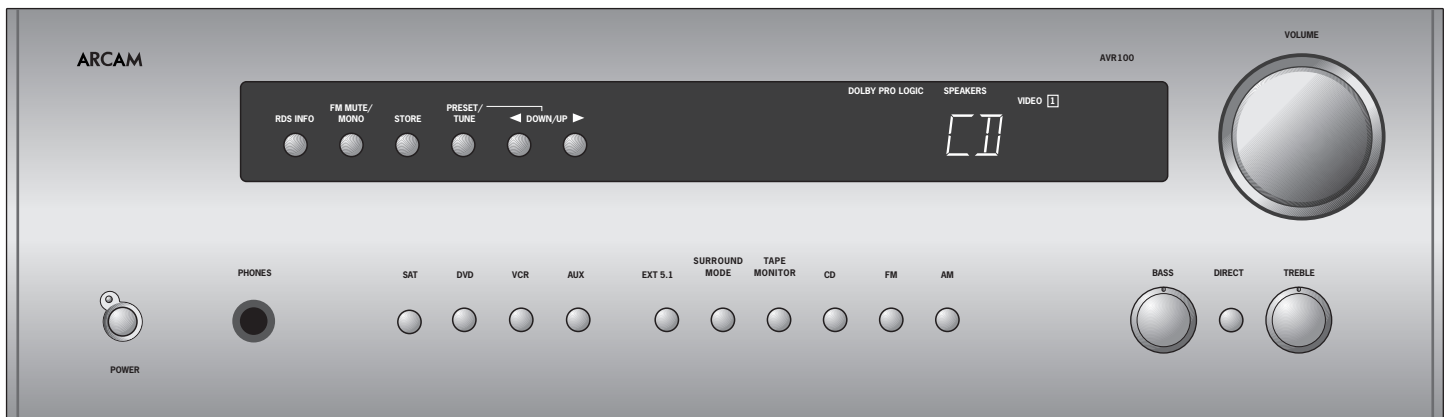 VOLUME
ARCAM
AVR100
DOLBY PRO LOGIC SPEAKERS
VIDEO 1
FM MUTE/ PRESET/
RDS INFO MONO STORE TUNE DOWN/UP
CD
SURROUND TAPE
PHONES SAT DVD VCR AUX EXT 5.1 MODE MONITOR CD FM AM BASS DIRECT TREBLE
POWER